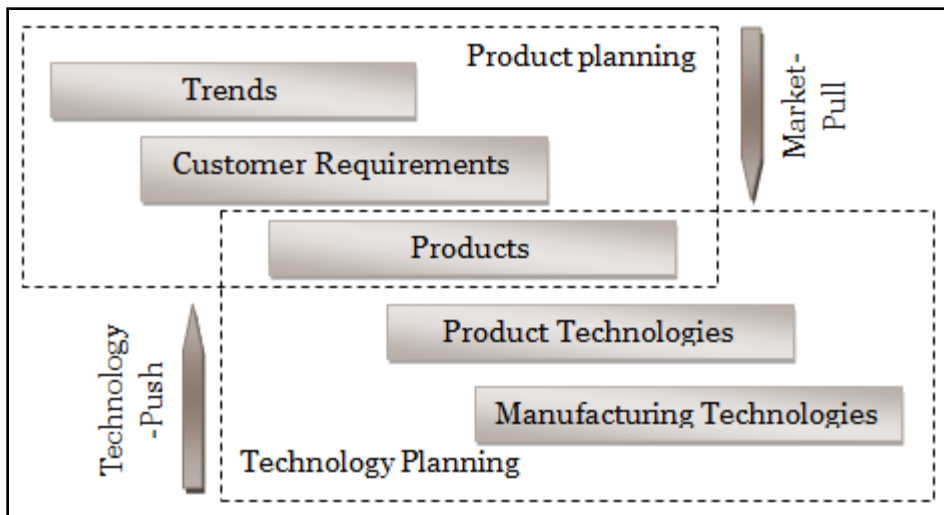 Product planning
Trends
Customer Requirements
Products
Product Technologies
Manufacturing Technologies
Technology Planning
Market-
Pull
Technology
-Push